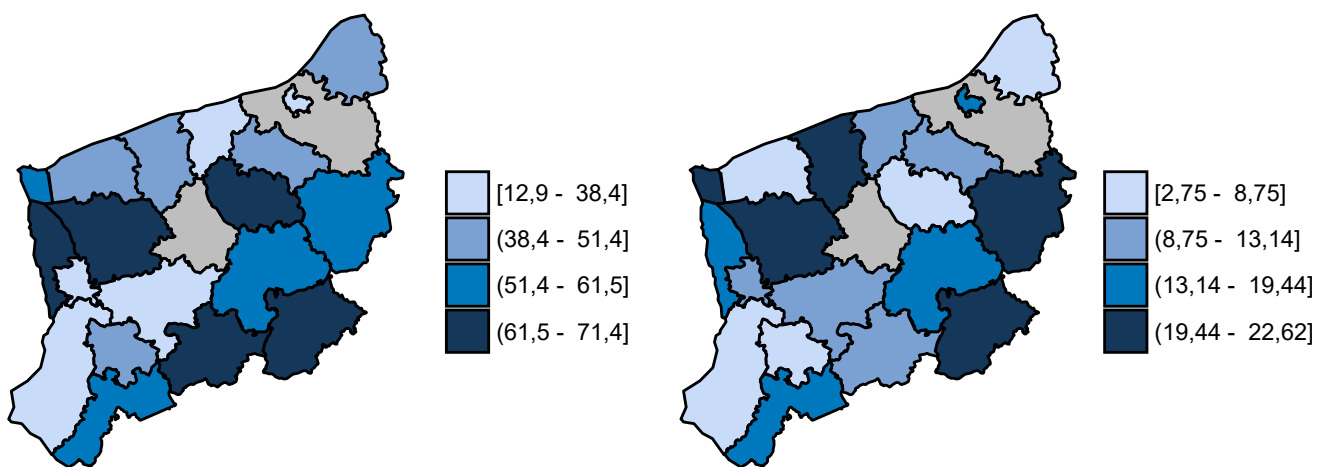 [12,9 - 38,4]
(38,4 - 51,4]
(51,4 - 61,5]
(61,5 - 71,4]
[2,75 - 8,75]
(8,75 - 13,14]
(13,14 - 19,44]
(19,44 - 22,62]